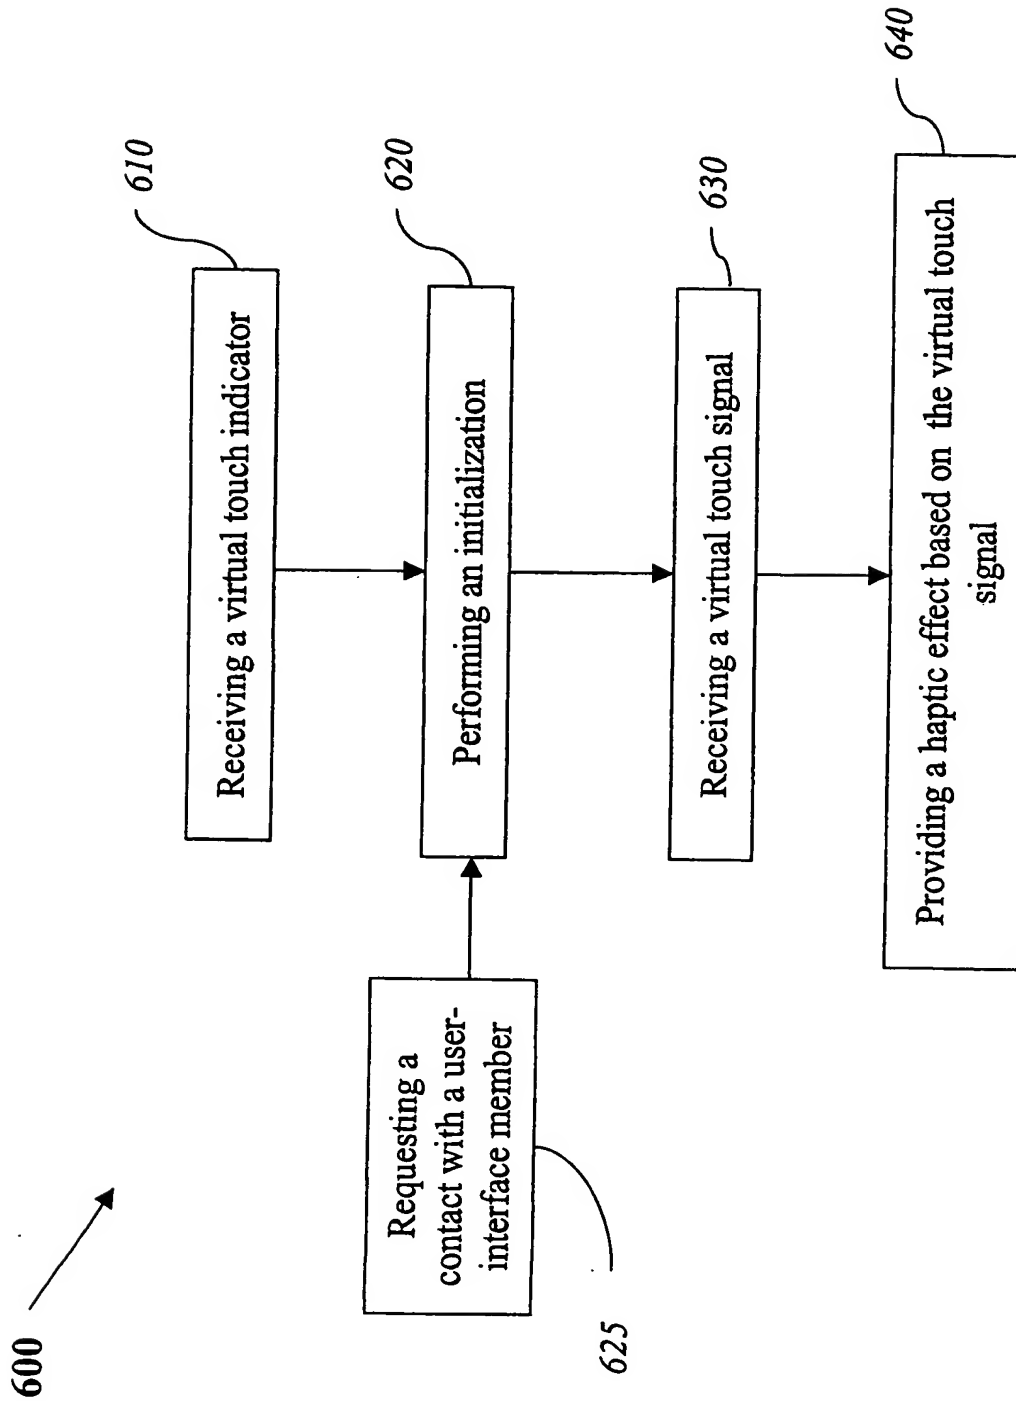 600
610
Receiving a virtual touch indicator
620
Performing an initialization
Requesting a
contact with a user-
interface member
625
630
Receiving a virtual touch signal
640
Providing a haptic effect based on the virtual touch
signal